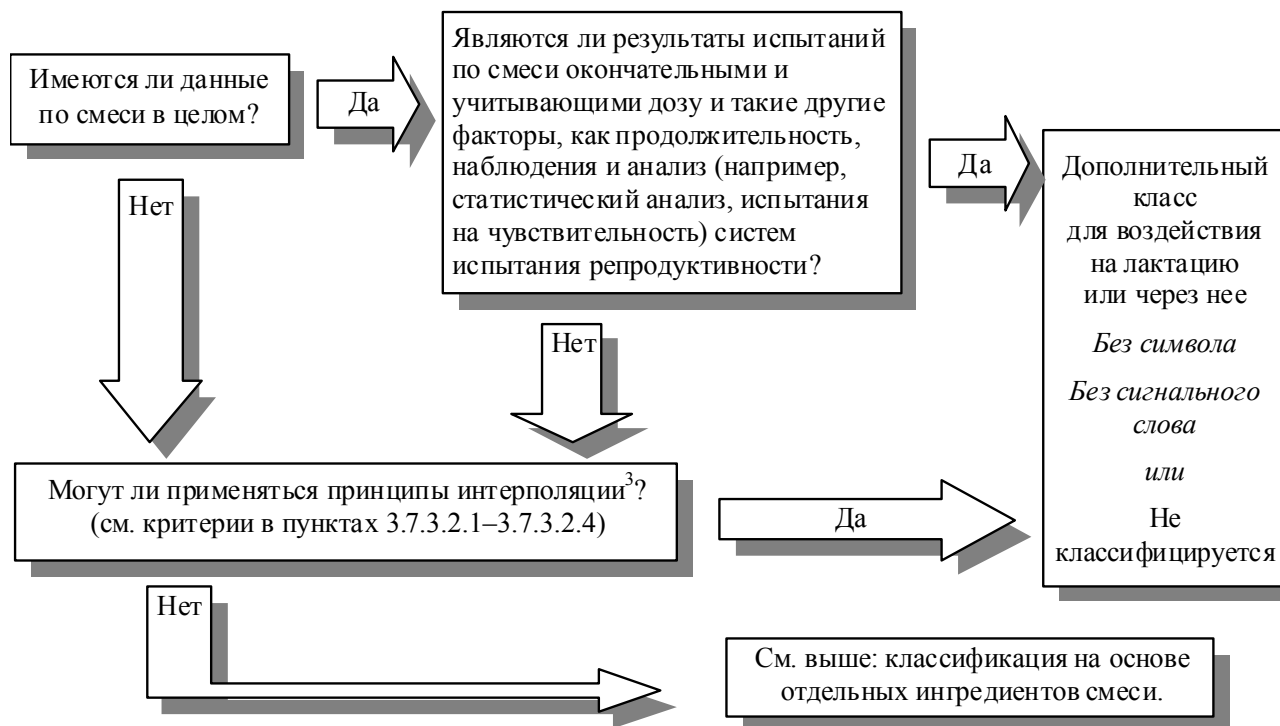 Имеются ли данные
по смеси в целом?
Да
Являются ли результаты испытаний
по смеси окончательными и
учитывающими дозу и такие другие
факторы, как продолжительность,
наблюдения и анализ (например,
статистический анализ, испытания
на чувствительность) систем
испытания репродуктивности?
Да
Дополнительный
класс
для воздействия
на лактацию
или через нее
Без символа
Без сигнального
слова
или
Не
классифицируется
Нет
Нет
Могут ли применяться принципы интерполяции³?
(см. критерии в пунктах 3.7.3.2.1–3.7.3.2.4)
Да
Нет
См. выше: классификация на основе
отдельных ингредиентов смеси.